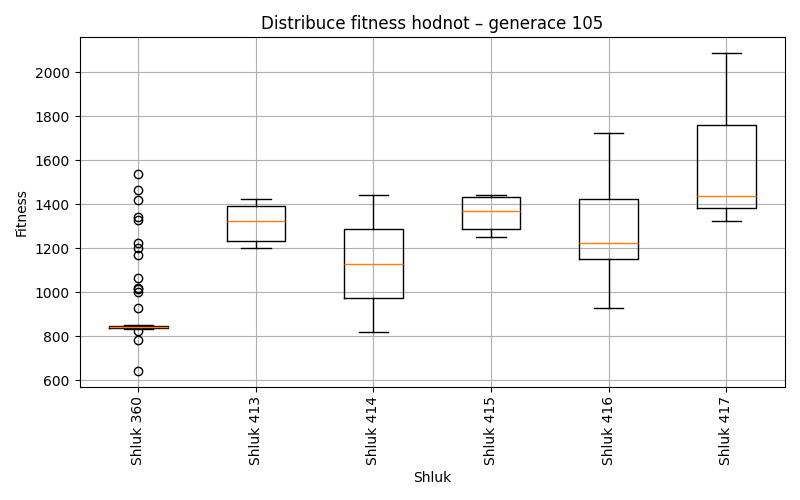 Distribuce fitness hodnot – generace 105
Fitness
2000
1800
1600
1400
1200
1000
800
600
Shluk 360
Shluk 413
Shluk 414
Shluk 415
Shluk 416
Shluk 417
Shluk